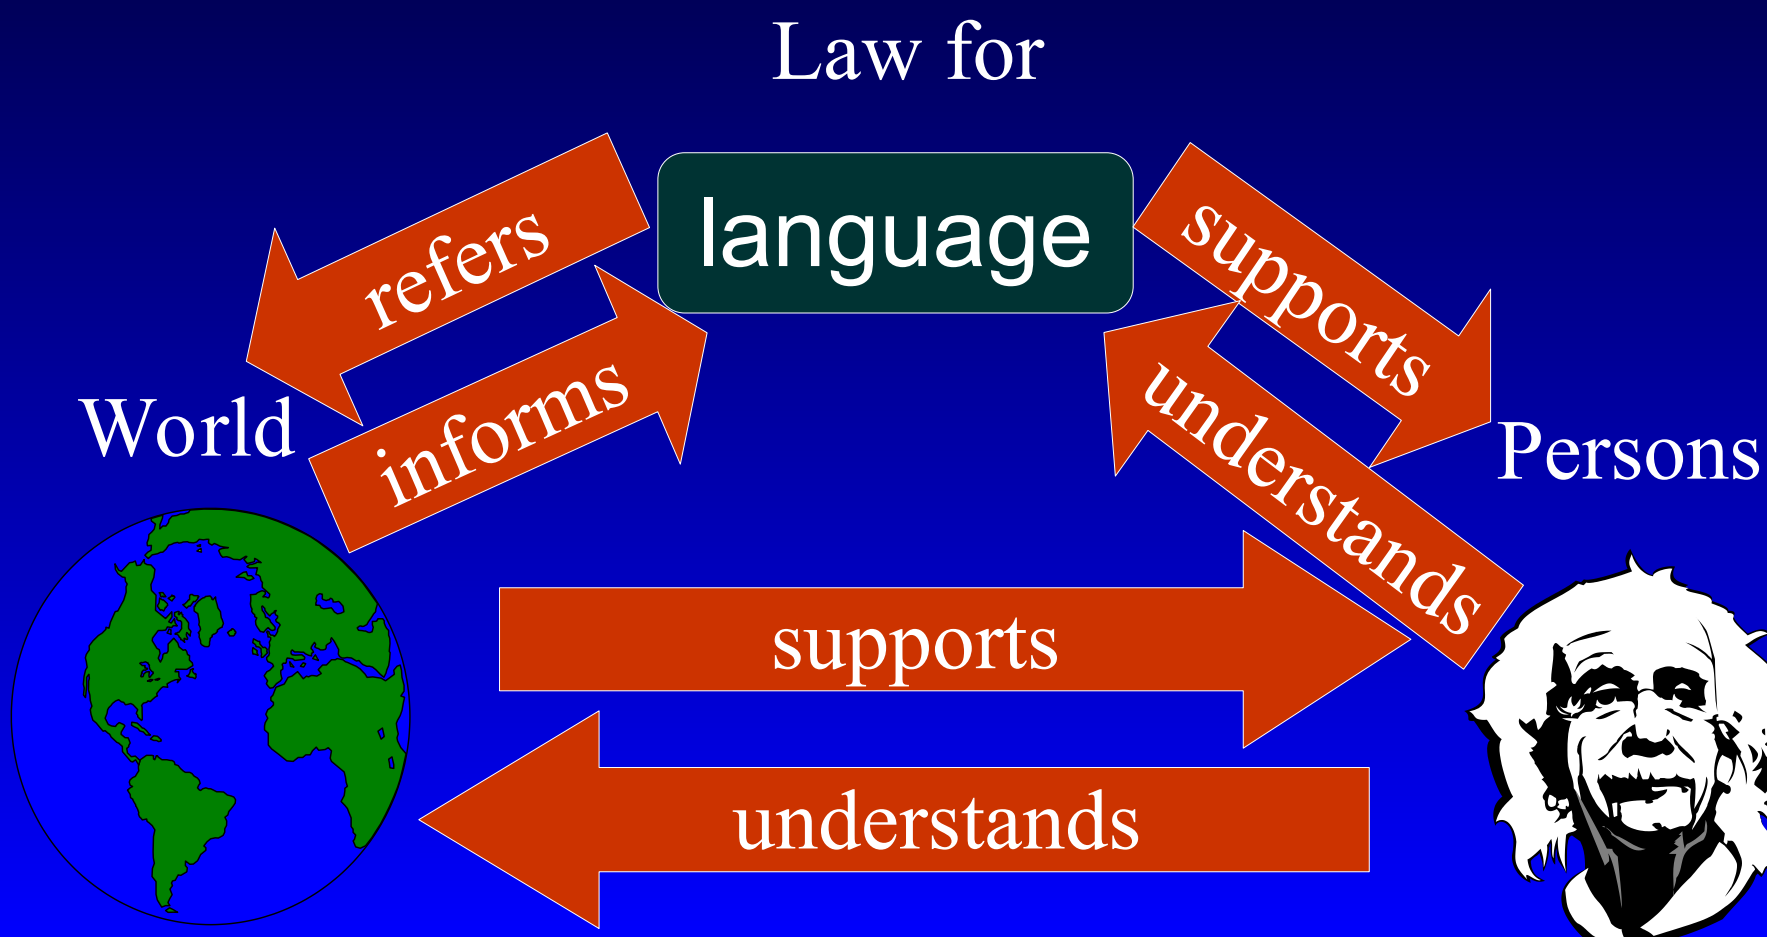 Law for
language
refers
supports
informs
understands
World
Persons
supports
understands